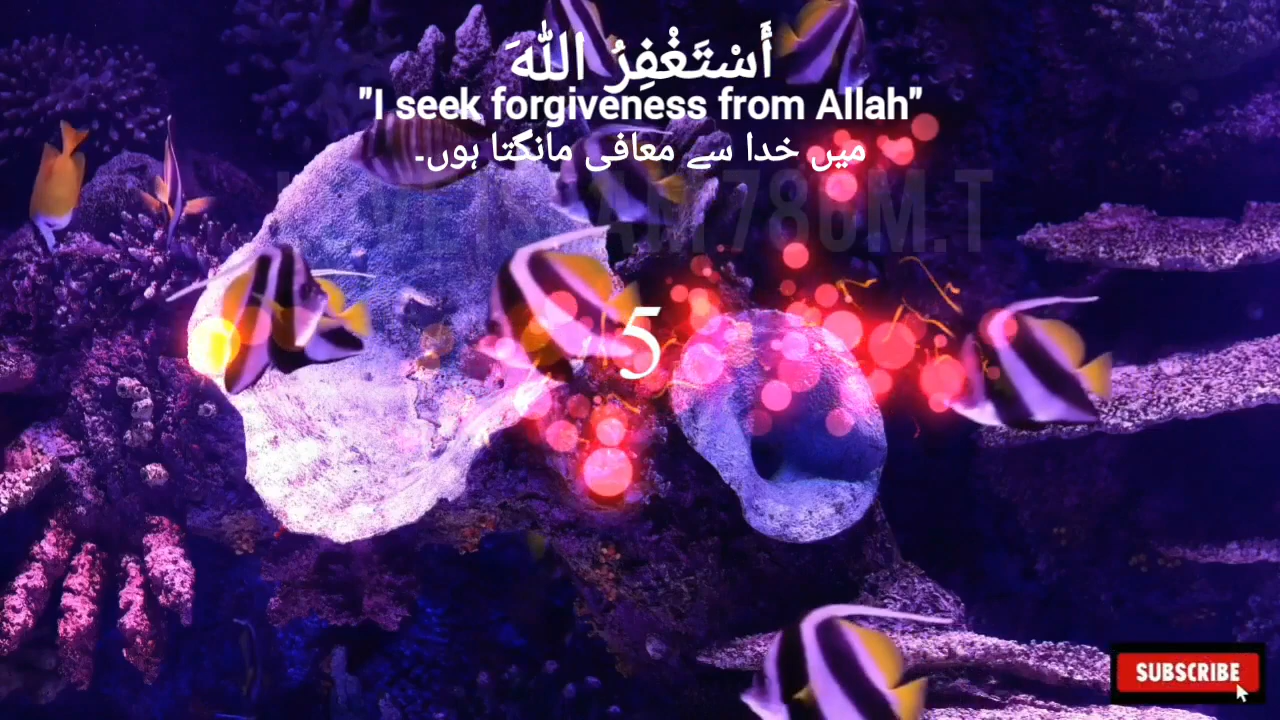 أَسْتَغْفِرُ اللّٰهَ
"I seek forgiveness from Allah"
میں خدا سے معافی مانگتا ہوں۔
5
SUBSCRIBE